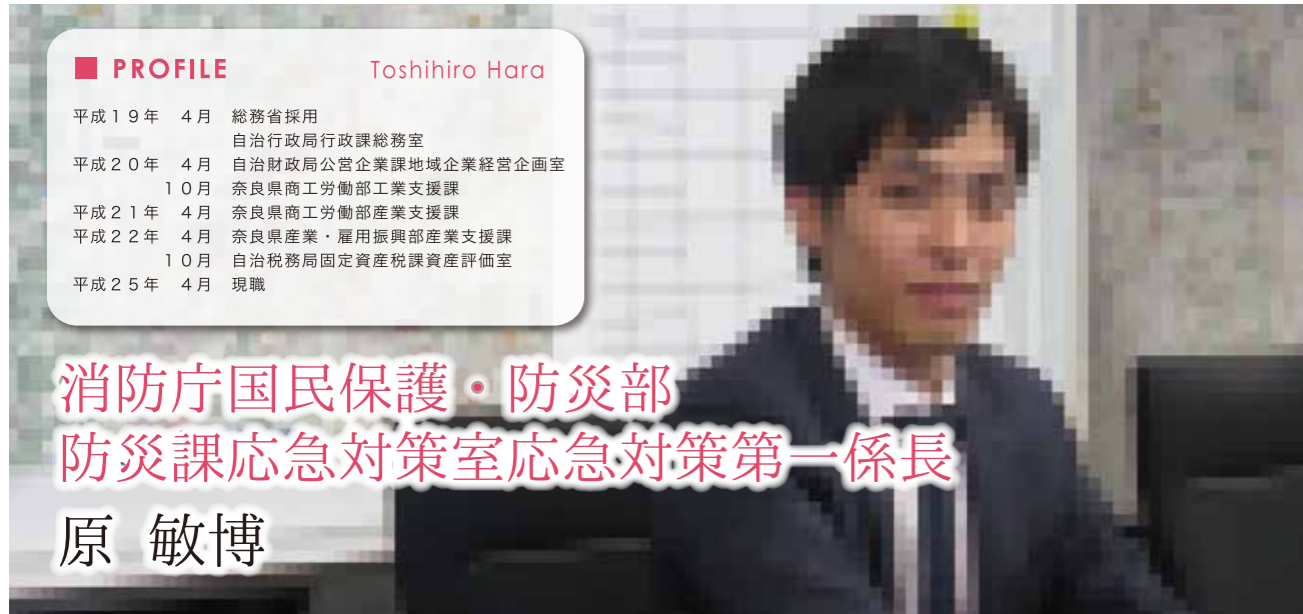 ■ PROFILE Toshihiro Hara
平成19年 4月 総務省採用
自治行政局行政課総務室
平成20年 4月 自治財政局公営企業課地域企業経営企画室
10月 奈良県商工労働部工業支援課
平成21年 4月 奈良県商工労働部産業支援課
平成22年 4月 奈良県産業・雇用振興部産業支援課
10月 自治税務局固定資産税課資産評価室
平成25年 4月 現職
消防庁国民保護・防災部
防災課応急対策室応急対策第一係長
原 敏博